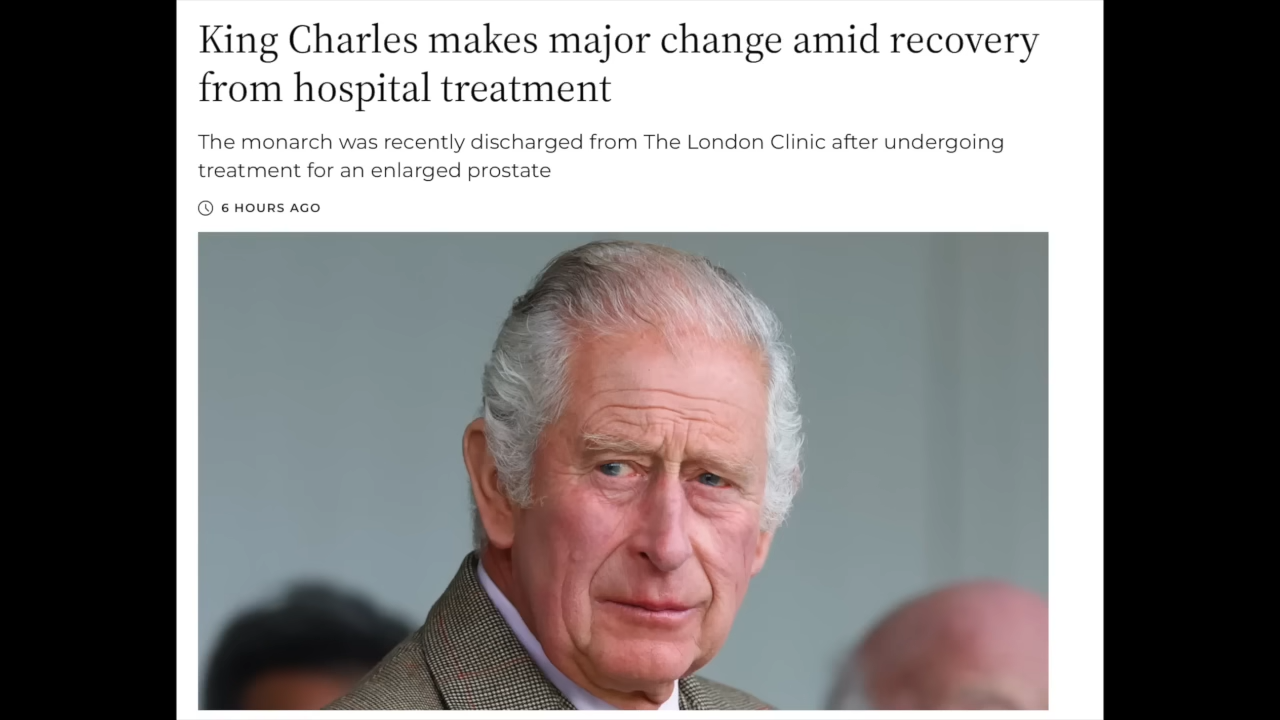 King Charles makes major change amid recovery
from hospital treatment
The monarch was recently discharged from The London Clinic after undergoing
treatment for an enlarged prostate
6 HOURS AGO